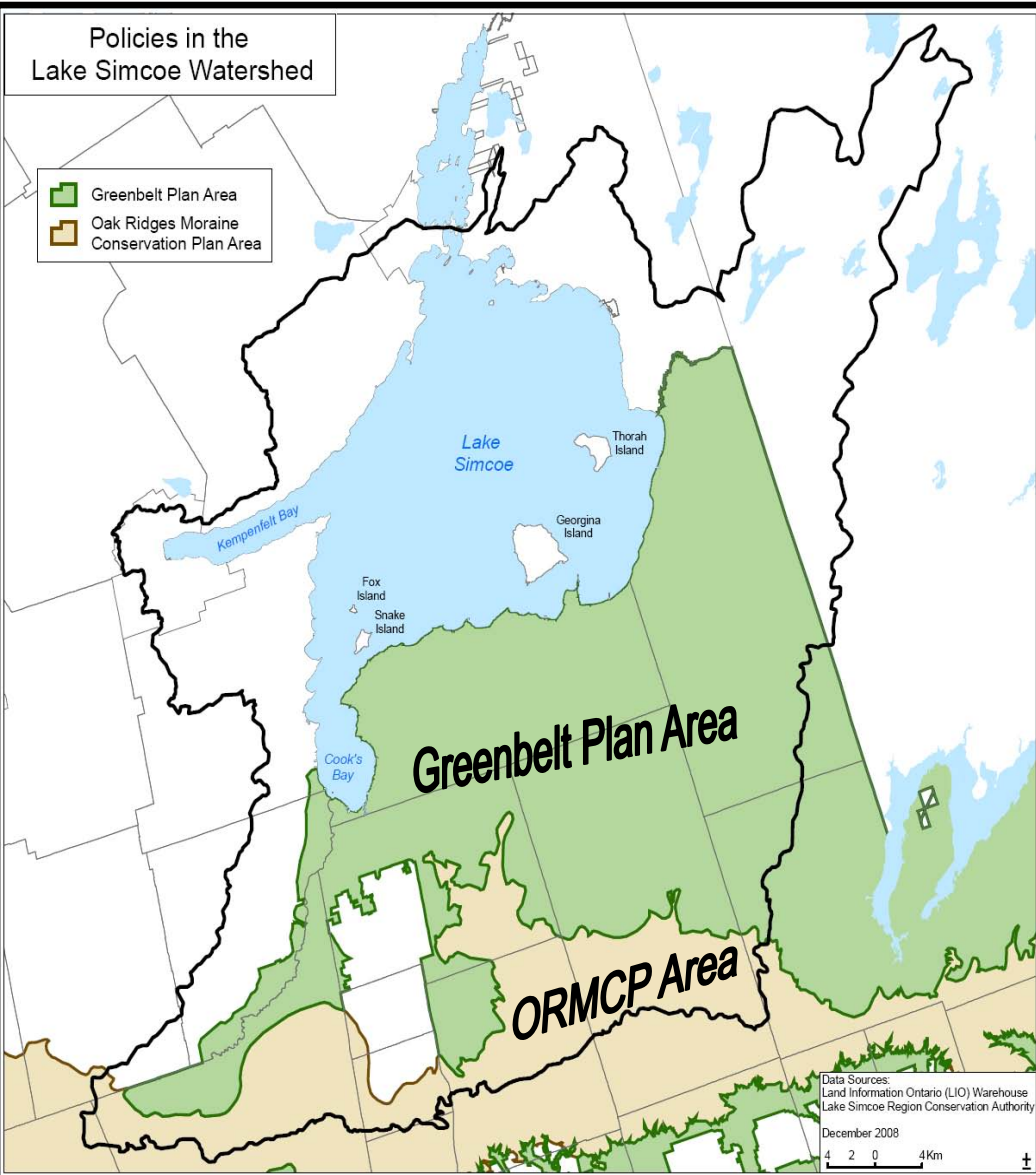 Policies in the
Lake Simcoe Watershed
Greenbelt Plan Area
Oak Ridges Moraine
Conservation Plan Area
Lake
Simcoe
Thorah
Island
Kempenfelt Bay
Georgina
Island
Fox
Island
Snake
Island
Cook's
Bay
Greenbelt Plan Area
ORMCP Area
Data Sources:
Land Information Ontario (LIO) Warehouse
Lake Simcoe Region Conservation Authority
December 2008
4 2 0 4Km